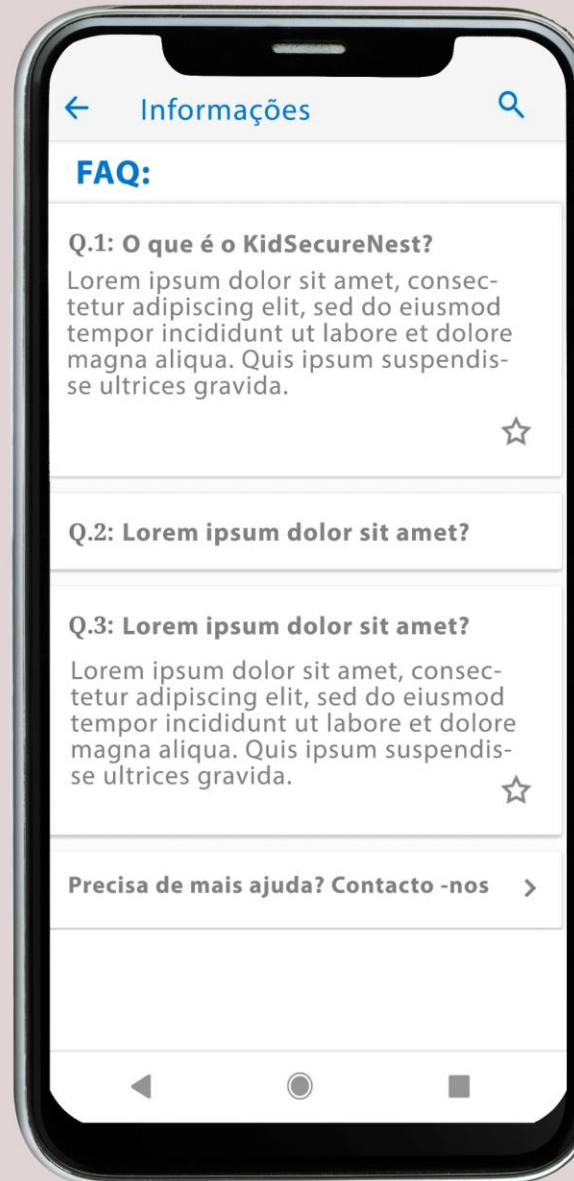 Informações
FAQ:
Q.1: O que é o KidSecureNest?
Lorem ipsum dolor sit amet, consec-
tetur adipiscing elit, sed do eiusmod
tempor incididunt ut labore et dolore
magna aliqua. Quis ipsum suspendis-
se ultrices gravida.
Q.2: Lorem ipsum dolor sit amet?
Q.3: Lorem ipsum dolor sit amet?
Lorem ipsum dolor sit amet, consec-
tetur adipiscing elit, sed do eiusmod
tempor incididunt ut labore et dolore
magna aliqua. Quis ipsum suspendis-
se ultrices gravida.
Precisa de mais ajuda? Contacto -nos